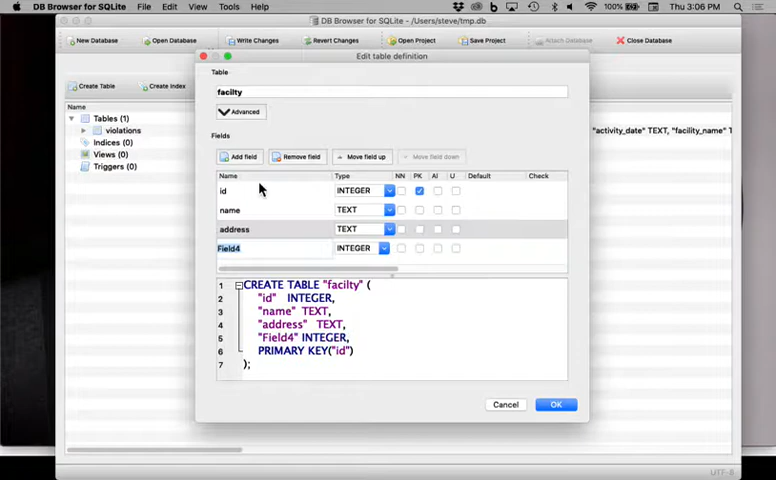 DB Browser for SQLite File Edit View Tools Help 100% Thu 3:06 PM
DB Browser for SQLite - /Users/steve/tmp.db
New Database Open Database Write Changes Revert Changes Open Project Save Project Attach Database Close Database
Edit table definition
Table
facilty
Create Table Create Index
Advanced
Name
Tables (1)
violations
"activity_date" TEXT, "facility_name" T
Indices (0)
Views (0)
Triggers (0)
Fields
Add field Remove field Move field up Move field down
Name Type NN PK AI U Default Check
id INTEGER
name TEXT
address TEXT
Field4 INTEGER
1 CREATE TABLE "facilty" (
2 "id" INTEGER,
3 "name" TEXT,
4 "address" TEXT,
5 "Field4" INTEGER,
6 PRIMARY KEY("id")
7 );
Cancel OK
UTF-8